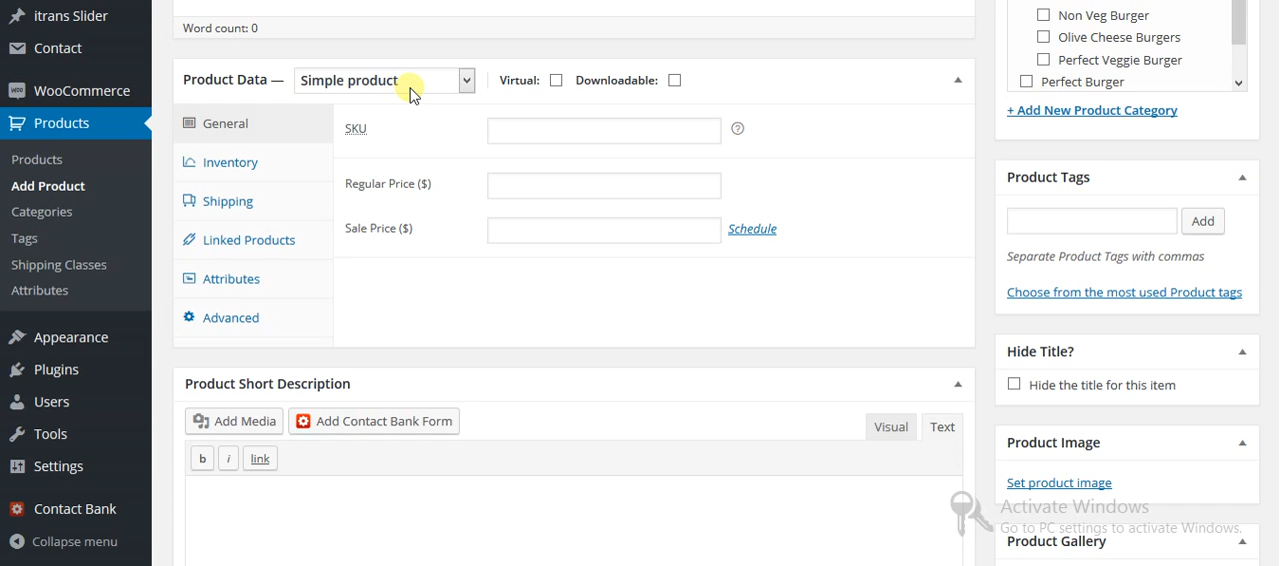 itrans Slider
Contact
WooCommerce
Products
Products
Add Product
Categories
Tags
Shipping Classes
Attributes
Appearance
Plugins
Users
Tools
Settings
Contact Bank
Collapse menu
Word count: 0
Product Data — Simple product Virtual: Downloadable:
General
Inventory
Shipping
Linked Products
Attributes
Advanced
SKU
Regular Price ($)
Sale Price ($) Schedule
Product Short Description
Add Media Add Contact Bank Form
Visual Text
b i link
Non Veg Burger
Olive Cheese Burgers
Perfect Veggie Burger
Perfect Burger
+ Add New Product Category
Product Tags
Add
Separate Product Tags with commas
Choose from the most used Product tags
Hide Title?
Hide the title for this item
Product Image
Set product image
Activate Windows
Go to PC settings to activate Windows.
Product Gallery